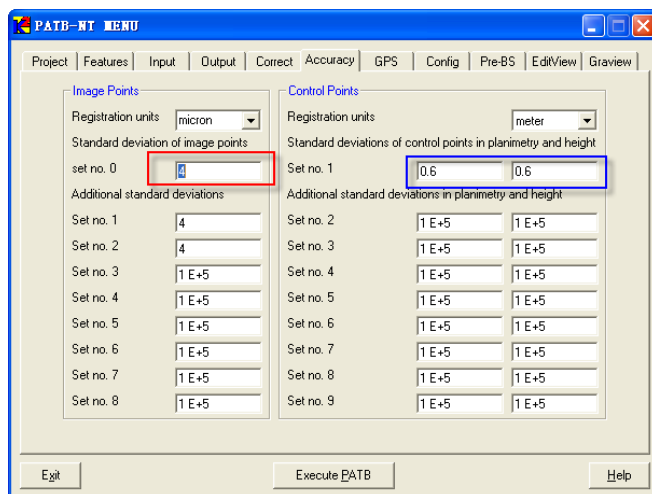 PATB-NT MENU
Project Features Input Output Correct Accuracy GPS Config Pre-BS EditView Graview
Image Points
Registration units micron
Standard deviation of image points
set no. 0 4
Additional standard deviations
Set no. 1 4
Set no. 2 4
Set no. 3 1 E+5
Set no. 4 1 E+5
Set no. 5 1 E+5
Set no. 6 1 E+5
Set no. 7 1 E+5
Set no. 8 1 E+5
Control Points
Registration units meter
Standard deviations of control points in planimetry and height
Set no. 1 0.6 0.6
Additional standard deviations in planimetry and height
Set no. 2 1 E+5 1 E+5
Set no. 3 1 E+5 1 E+5
Set no. 4 1 E+5 1 E+5
Set no. 5 1 E+5 1 E+5
Set no. 6 1 E+5 1 E+5
Set no. 7 1 E+5 1 E+5
Set no. 8 1 E+5 1 E+5
Set no. 9 1 E+5 1 E+5
Exit Execute PATB Help